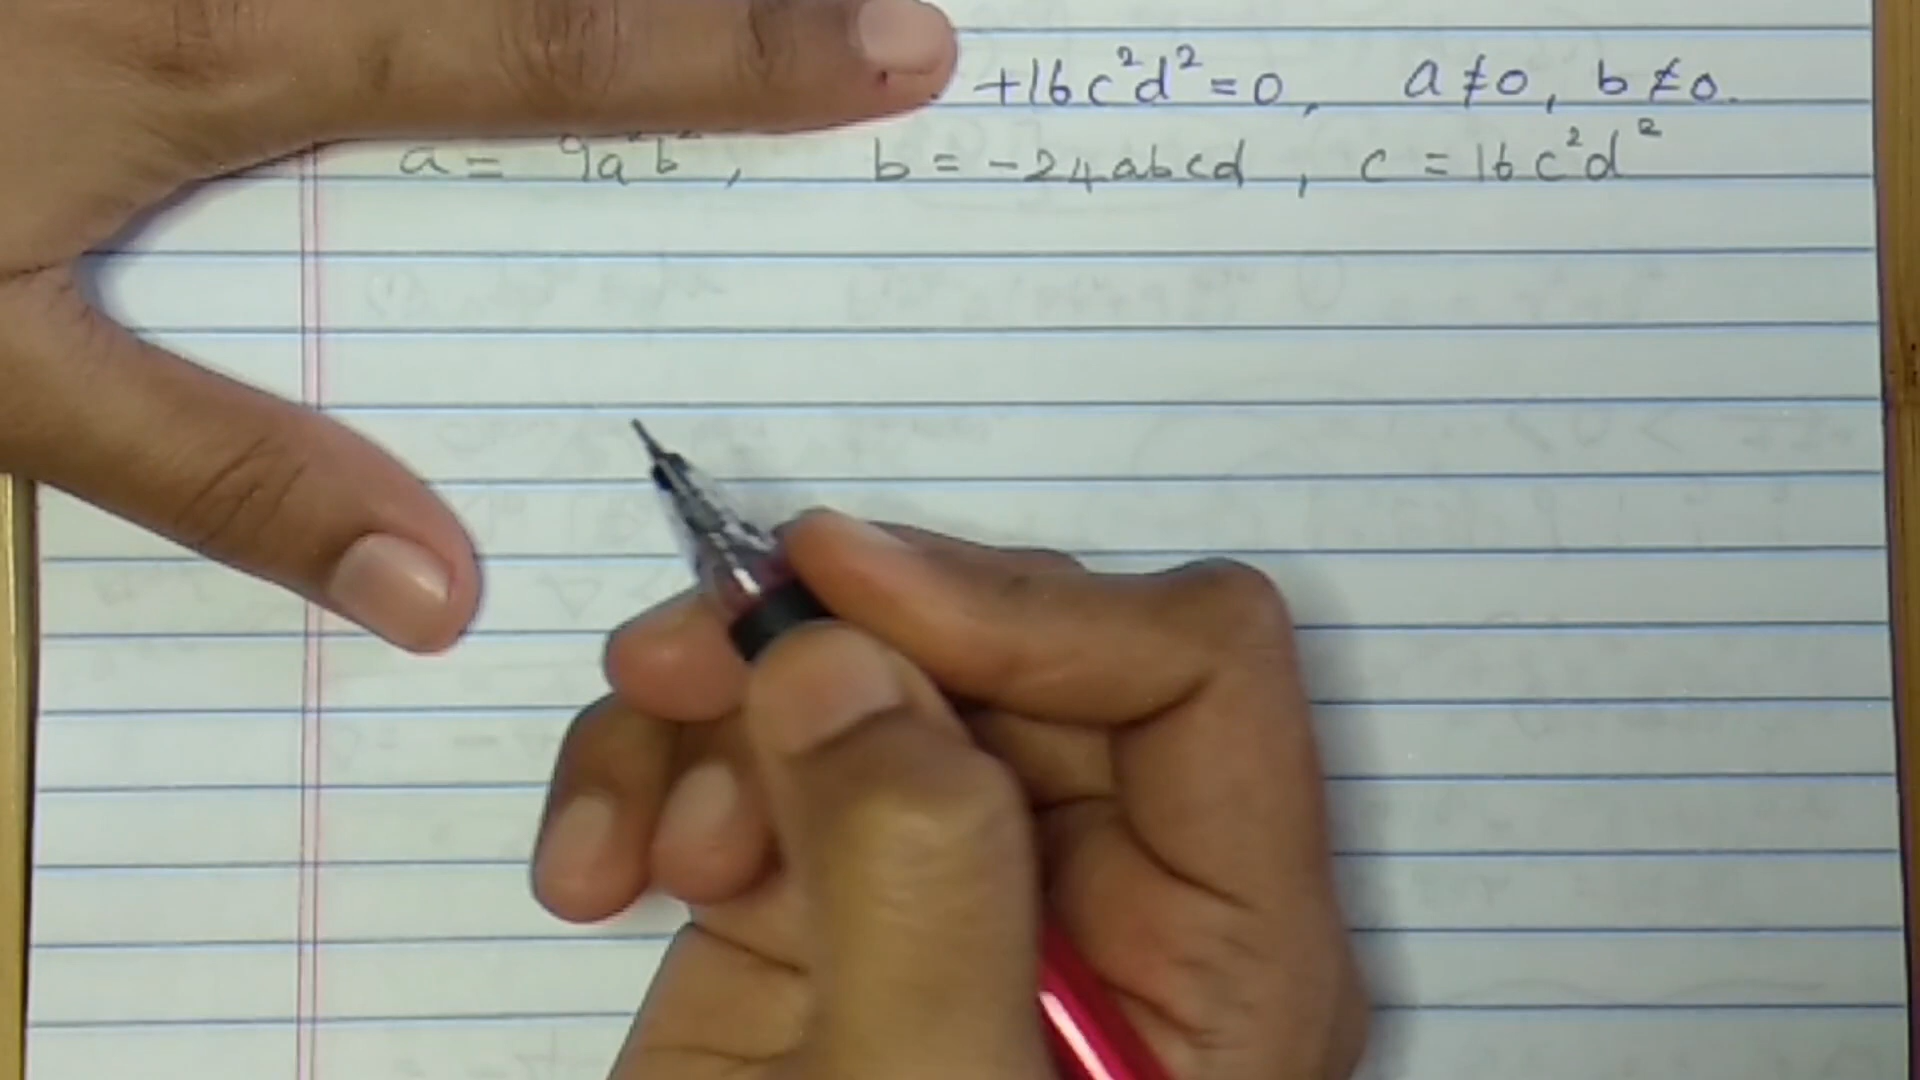 +16c²d² = 0, a ≠ 0, b ≠ 0.
a = 9a²b², b = -24abcd, c = 16c²d²